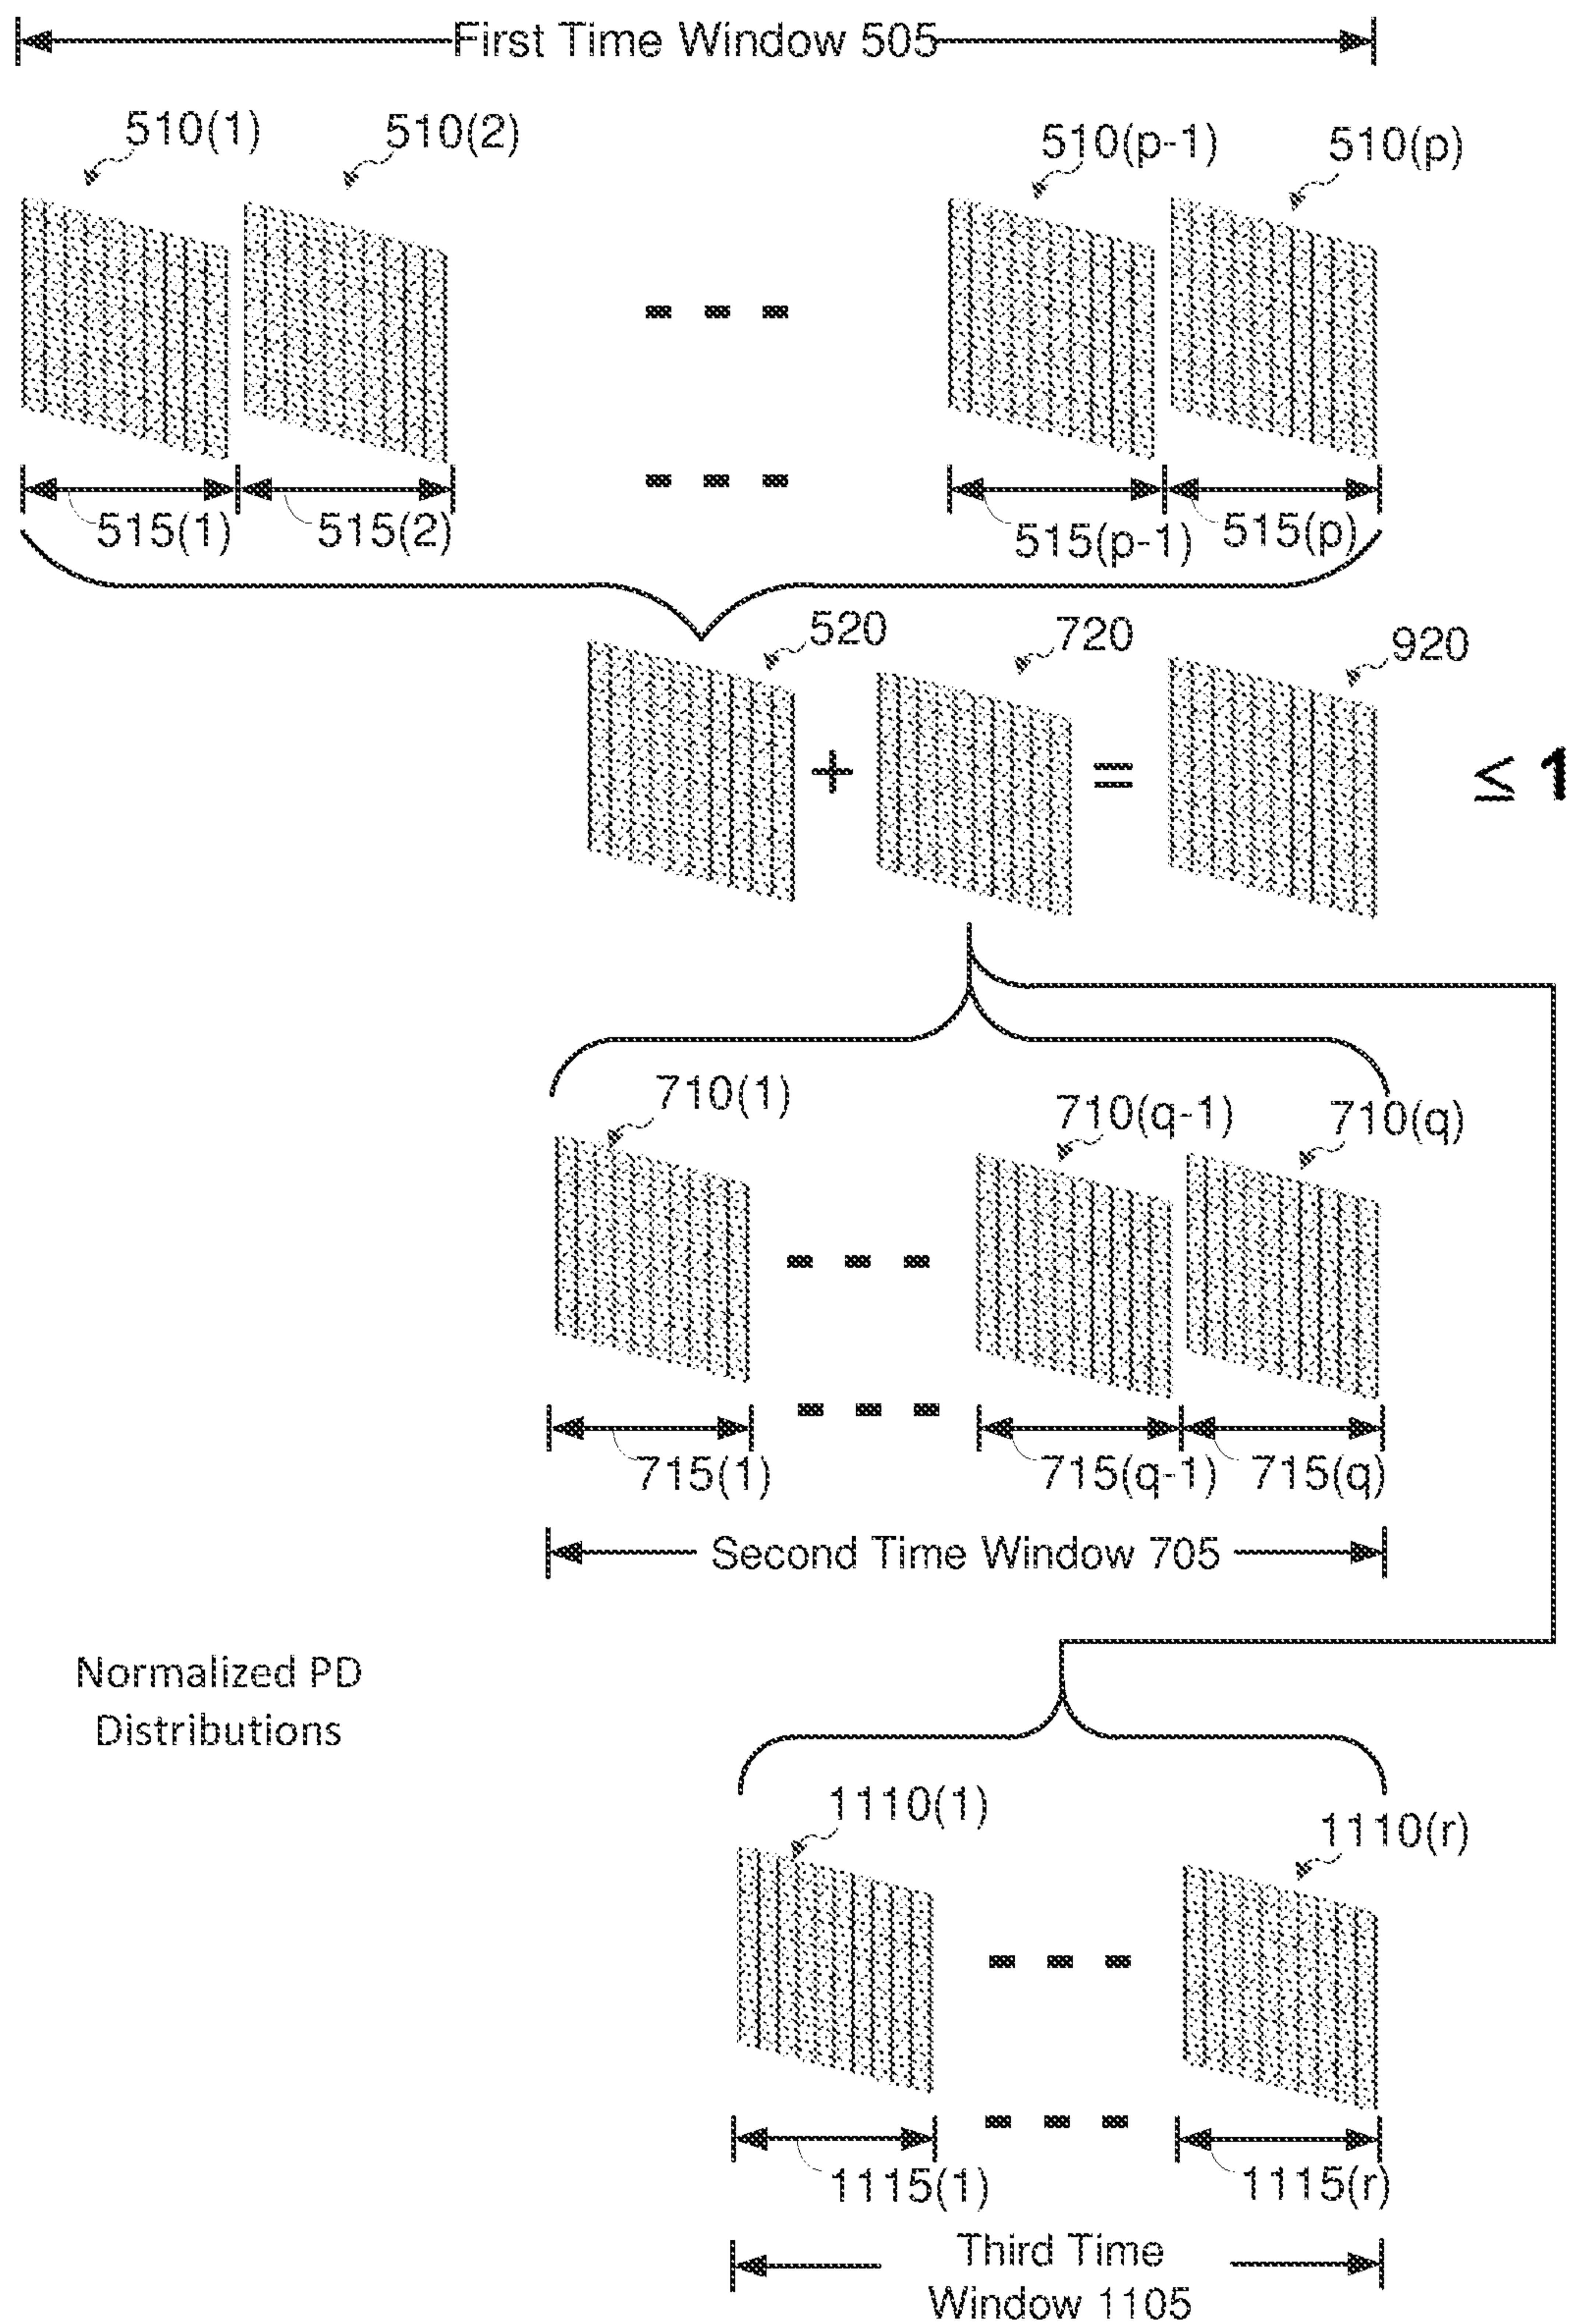 First Time Window 505
510(1)
510(2)
510(p-1)
510(p)
515(1)
515(2)
515(p-1)
515(p)
520
720
920
+
=
≤ 1
710(1)
710(q-1)
710(q)
715(1)
715(q-1)
715(q)
Second Time Window 705
Normalized PD
Distributions
1110(1)
1110(r)
1115(1)
1115(r)
Third Time
Window 1105